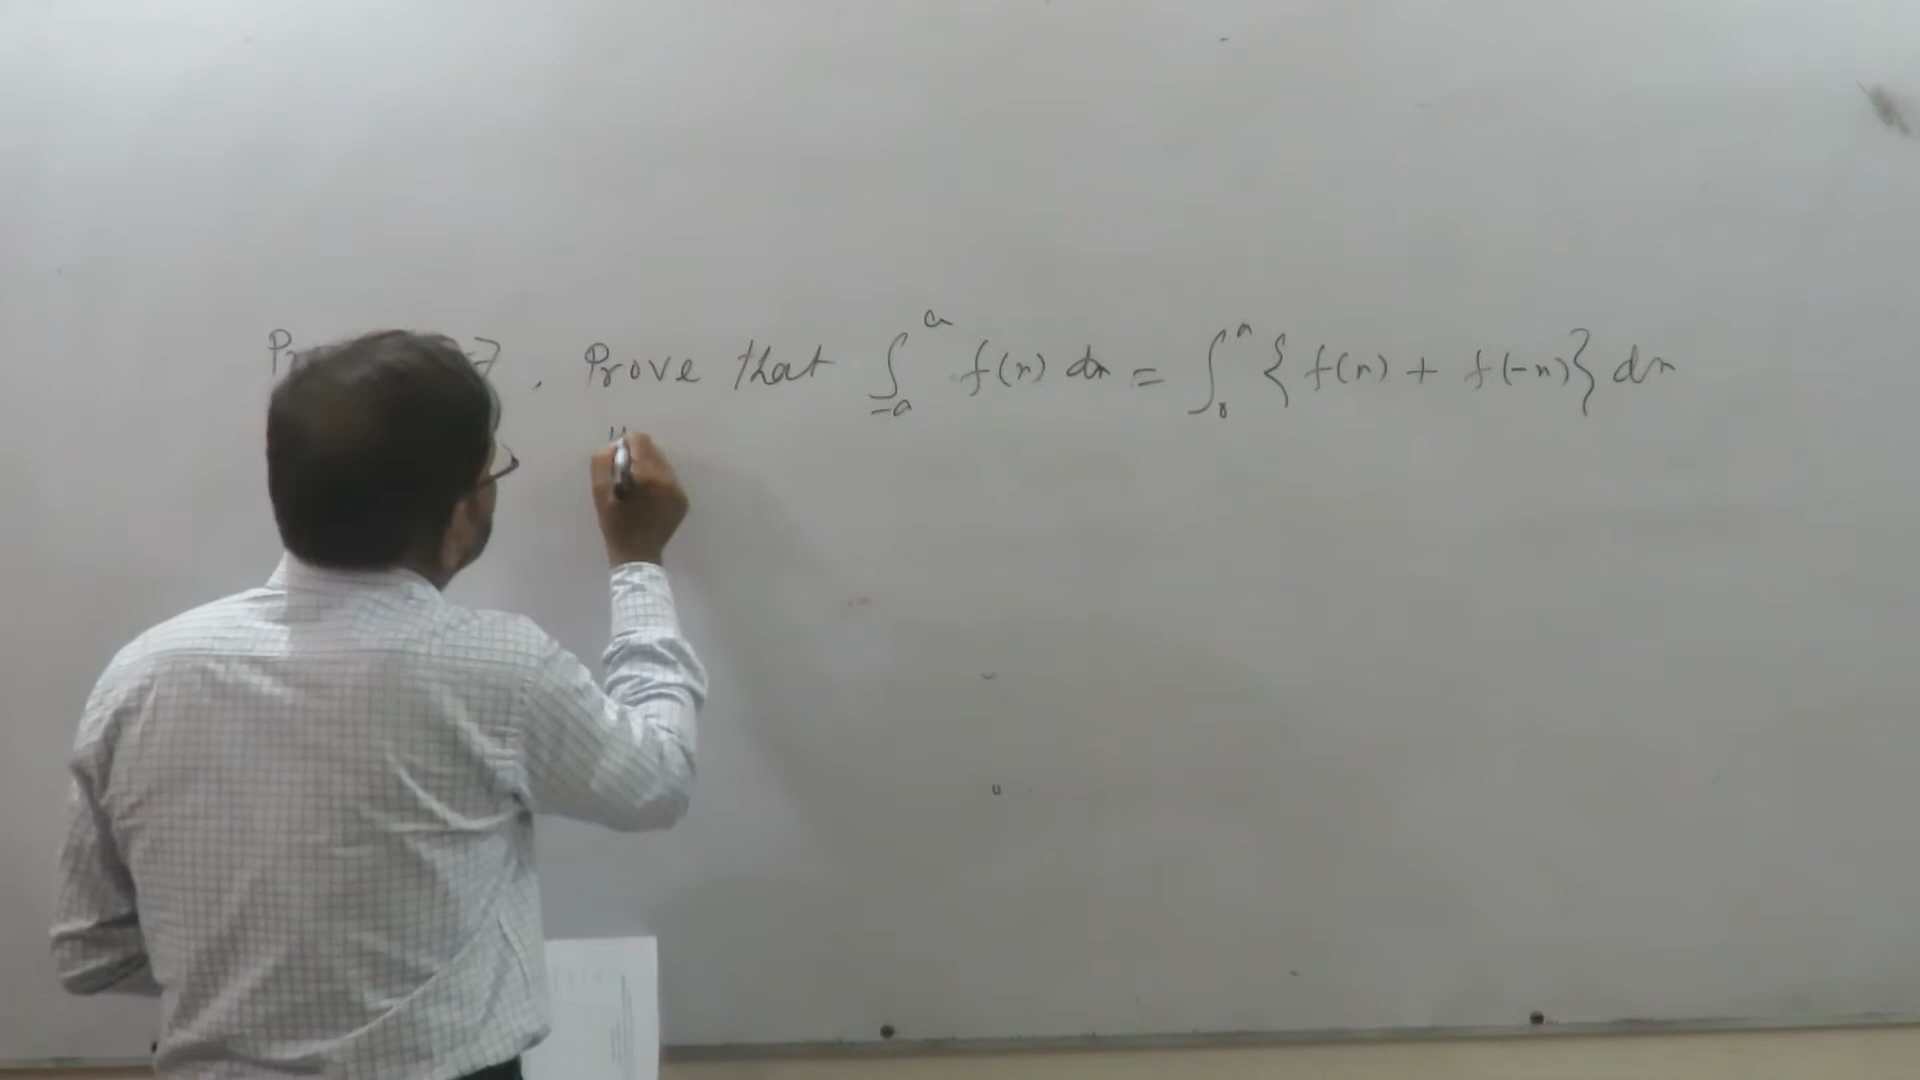 Prove that ∫_{-a}^{a} f(x) dx = ∫_{0}^{a} { f(x) + f(-x)} dx